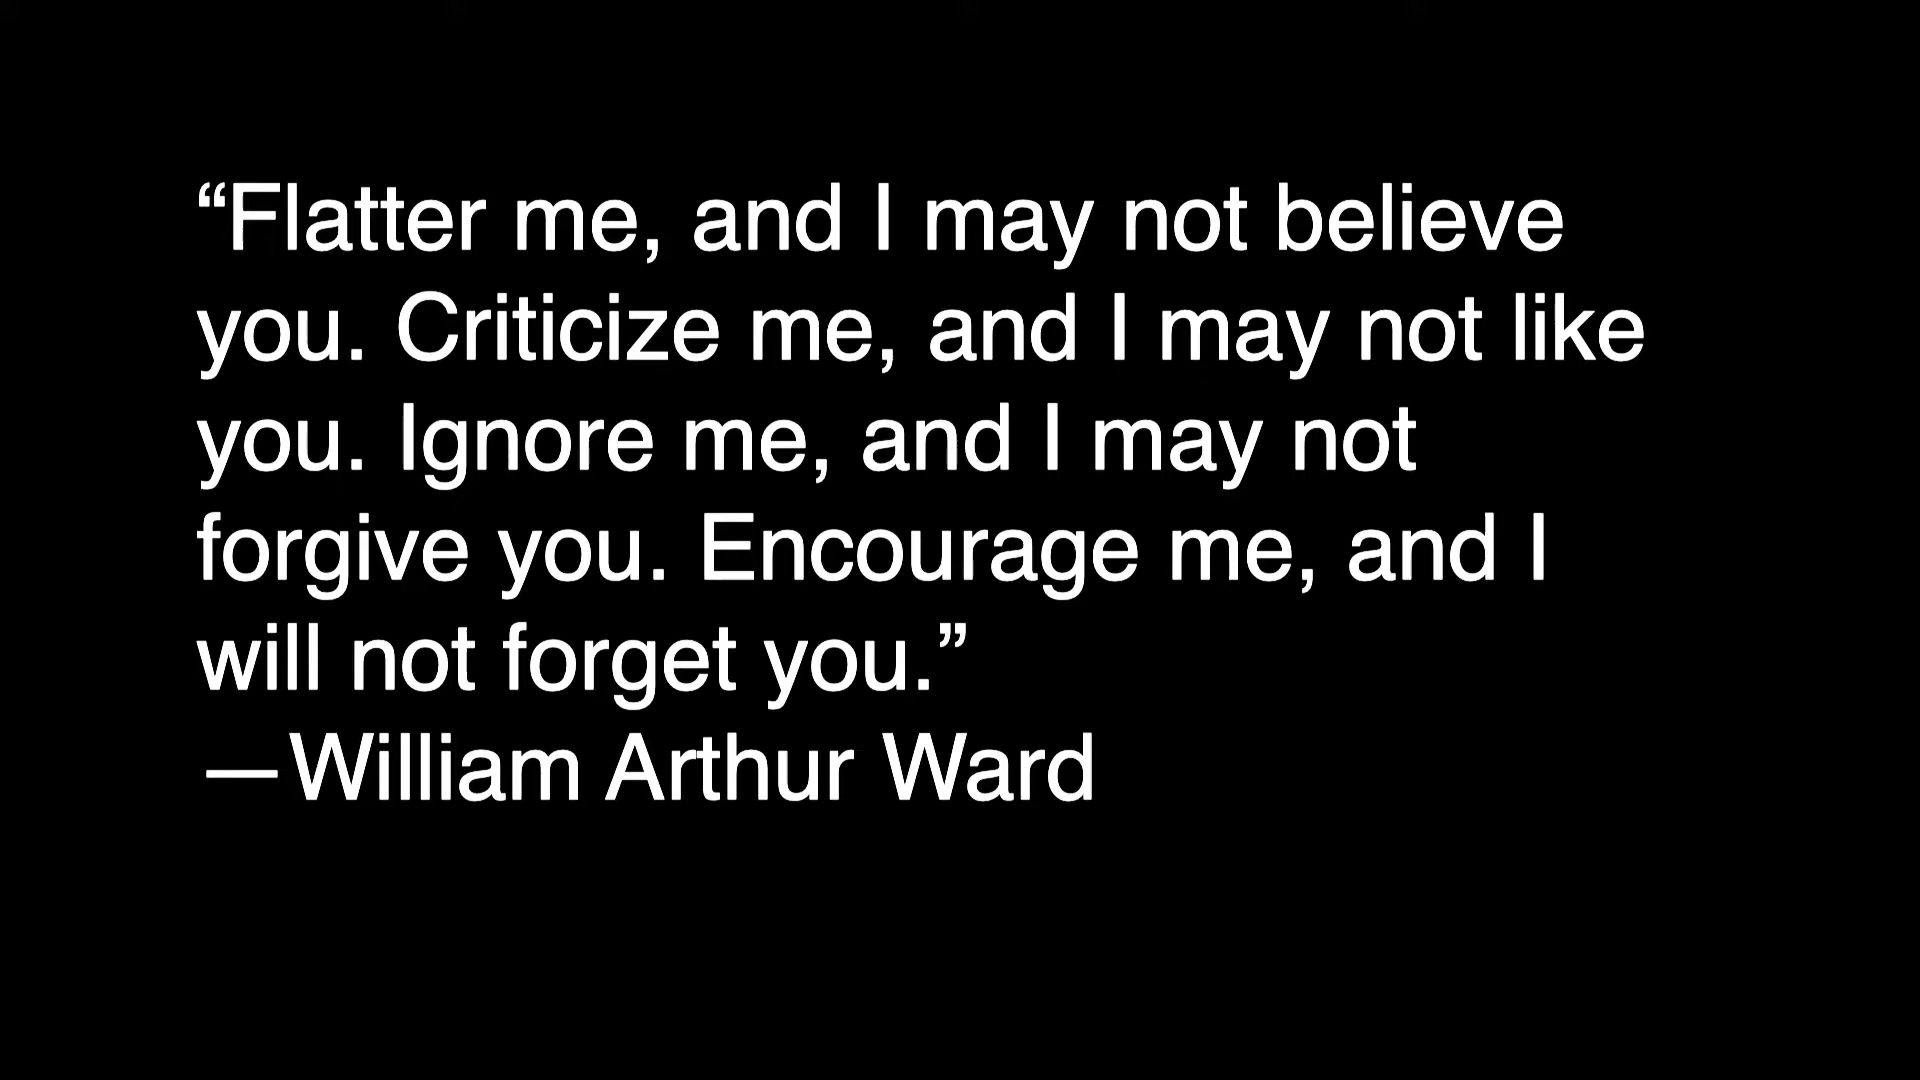 “Flatter me, and I may not believe
you. Criticize me, and I may not like
you. Ignore me, and I may not
forgive you. Encourage me, and I
will not forget you.”
—William Arthur Ward